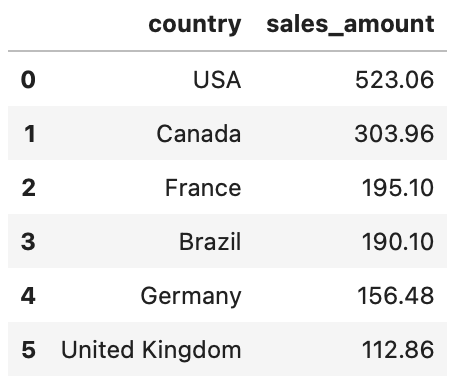 country sales_amount
0 USA 523.06
1 Canada 303.96
2 France 195.10
3 Brazil 190.10
4 Germany 156.48
5 United Kingdom 112.86